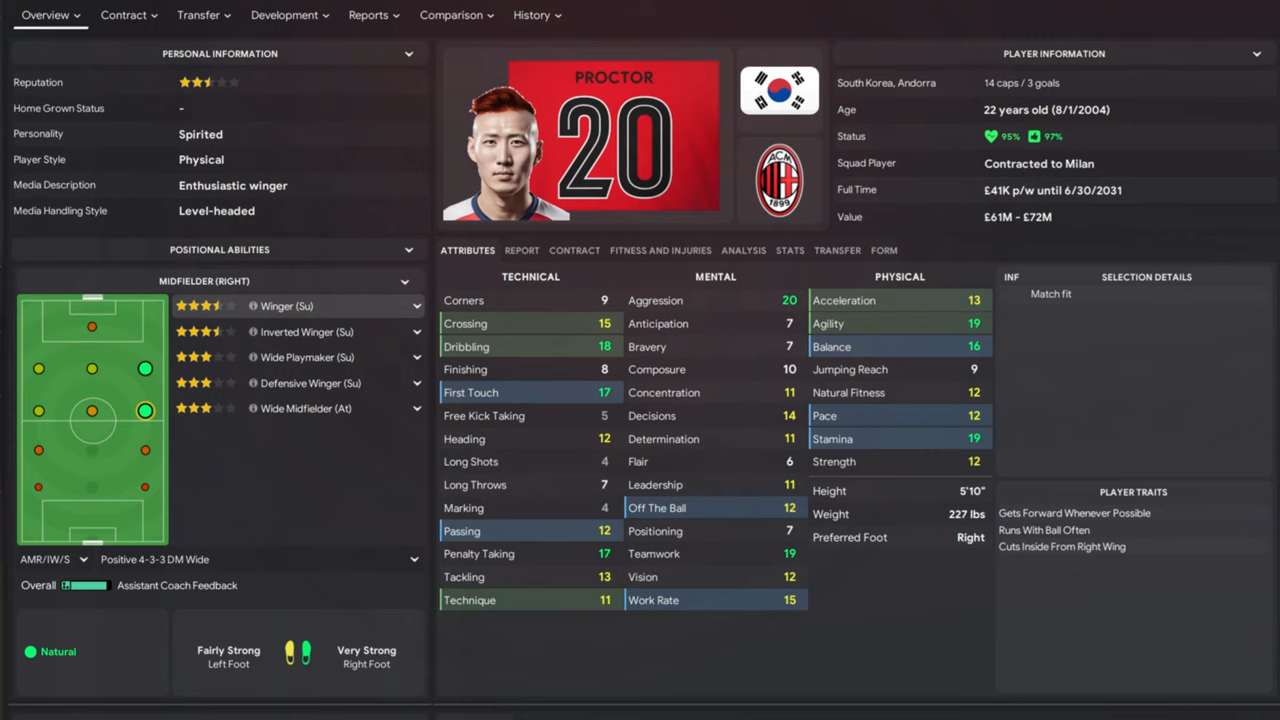 Overview Contract Transfer Development Reports Comparison History
PERSONAL INFORMATION
Reputation
Home Grown Status -
Personality Spirited
Player Style Physical
Media Description Enthusiastic winger
Media Handling Style Level-headed
PROCTOR
20
ACM
1899
PLAYER INFORMATION
South Korea, Andorra 14 caps / 3 goals
Age 22 years old (8/1/2004)
Status 95% 97%
Squad Player Contracted to Milan
Full Time £41K p/w until 6/30/2031
Value £61M - £72M
POSITIONAL ABILITIES
MIDFIELDER (RIGHT)
Winger (Su)
Inverted Winger (Su)
Wide Playmaker (Su)
Defensive Winger (Su)
Wide Midfielder (At)
AMR/IW/S Positive 4-3-3 DM Wide
Overall Assistant Coach Feedback
Natural
Fairly Strong
Left Foot
Very Strong
Right Foot
ATTRIBUTES REPORT CONTRACT FITNESS AND INJURIES ANALYSIS STATS TRANSFER FORM
TECHNICAL
Corners 9
Crossing 15
Dribbling 18
Finishing 8
First Touch 17
Free Kick Taking 5
Heading 12
Long Shots 4
Long Throws 7
Marking 4
Passing 12
Penalty Taking 17
Tackling 13
Technique 11
MENTAL
Aggression 20
Anticipation 7
Bravery 7
Composure 10
Concentration 11
Decisions 14
Determination 11
Flair 6
Leadership 11
Off The Ball 12
Positioning 7
Teamwork 19
Vision 12
Work Rate 15
PHYSICAL
Acceleration 13
Agility 19
Balance 16
Jumping Reach 9
Natural Fitness 12
Pace 12
Stamina 19
Strength 12
Height 5'10"
Weight 227 lbs
Preferred Foot Right
INF SELECTION DETAILS
Match fit
PLAYER TRAITS
Gets Forward Whenever Possible
Runs With Ball Often
Cuts Inside From Right Wing